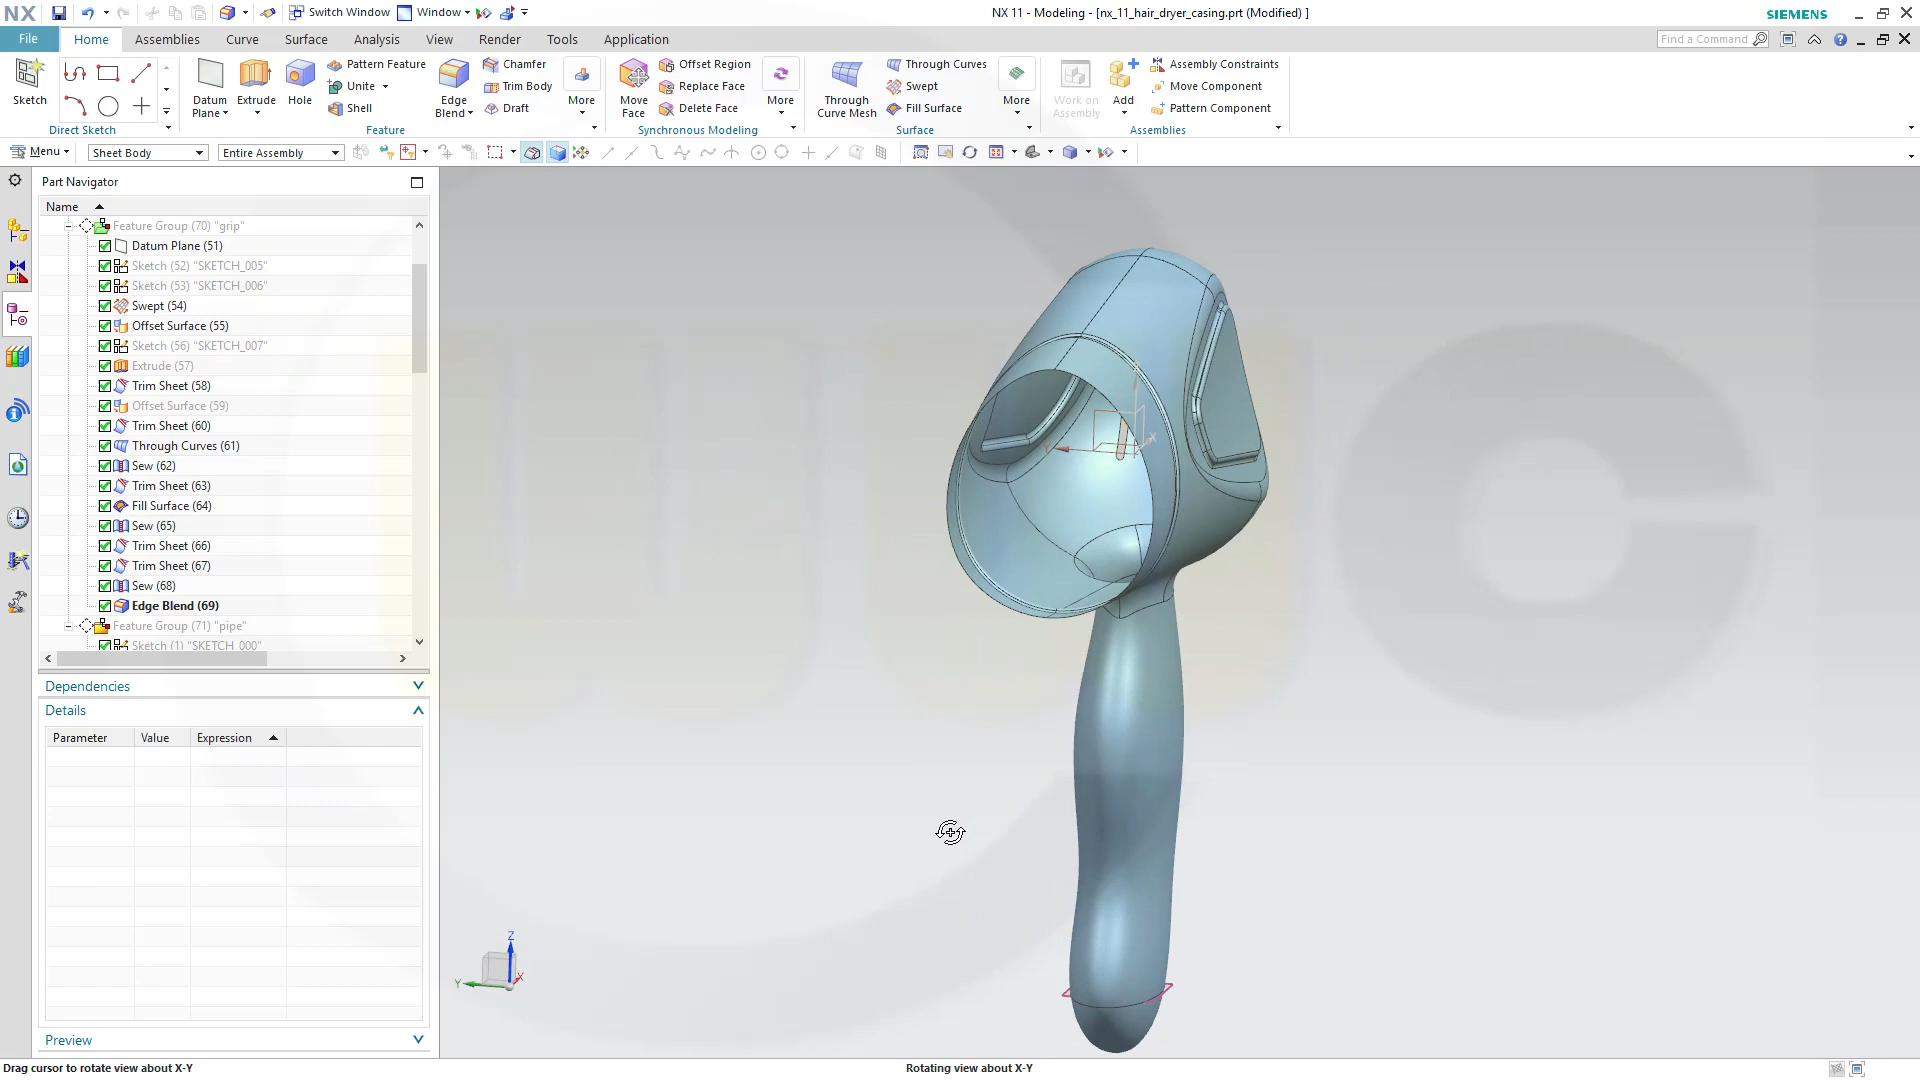 NX
Switch Window
Window
NX 11 - Modeling - [nx_11_hair_dryer_casing.prt (Modified) ]
SIEMENS
File
Home
Assemblies
Curve
Surface
Analysis
View
Render
Tools
Application
Find a Command
Sketch
Direct Sketch
Datum Plane
Extrude
Hole
Pattern Feature
Unite
Shell
Edge Blend
Chamfer
Trim Body
Draft
More
Feature
Move Face
Offset Region
Replace Face
Delete Face
More
Synchronous Modeling
Through Curve Mesh
Through Curves
Swept
Fill Surface
More
Surface
Work on Assembly
Add
Assembly Constraints
Move Component
Pattern Component
Assemblies
Menu
Sheet Body
Entire Assembly
Part Navigator
Name
Feature Group (70) "grip"
Datum Plane (51)
Sketch (52) "SKETCH_005"
Sketch (53) "SKETCH_006"
Swept (54)
Offset Surface (55)
Sketch (56) "SKETCH_007"
Extrude (57)
Trim Sheet (58)
Offset Surface (59)
Trim Sheet (60)
Through Curves (61)
Sew (62)
Trim Sheet (63)
Fill Surface (64)
Sew (65)
Trim Sheet (66)
Trim Sheet (67)
Sew (68)
Edge Blend (69)
Feature Group (71) "pipe"
Sketch (1) "SKETCH_000"
Dependencies
Details
Parameter
Value
Expression
Preview
X
Z
Y
X
Drag cursor to rotate view about X-Y
Rotating view about X-Y